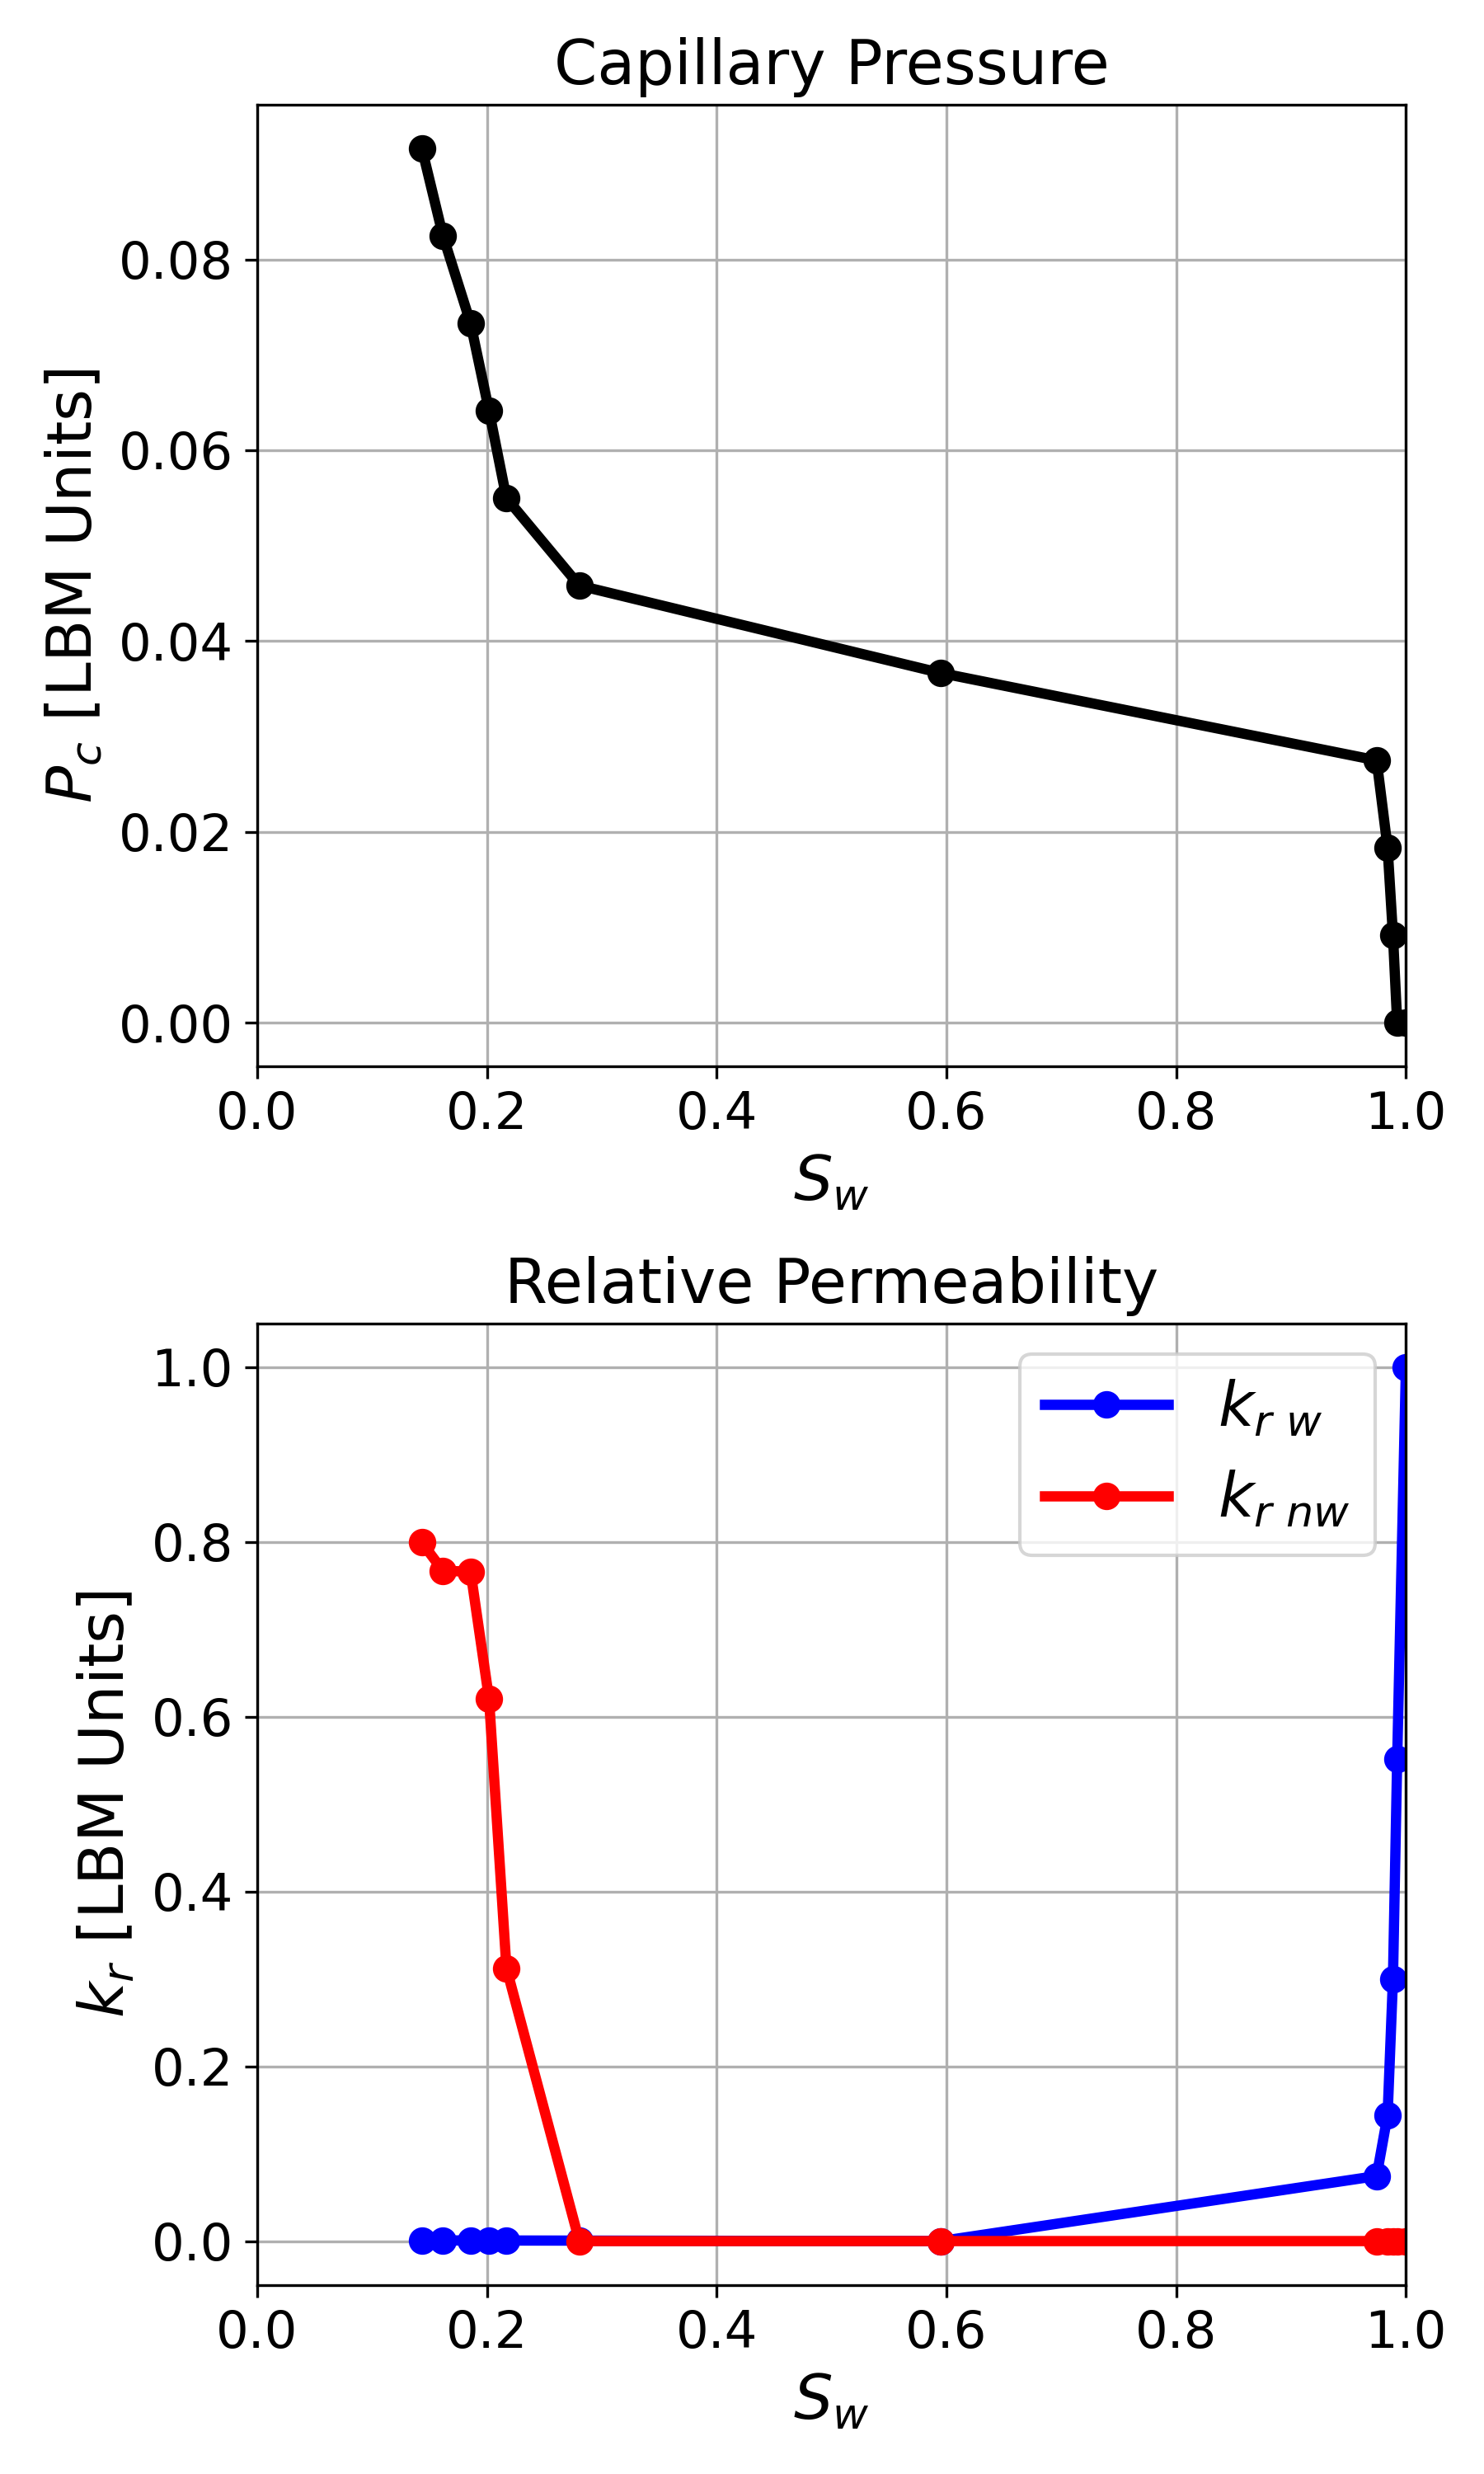 Capillary Pressure
0.08
0.06
0.04
0.02
0.00
P_c [LBM Units]
0.0 0.2 0.4 0.6 0.8 1.0
S_w
Relative Permeability
1.0
0.8
0.6
0.4
0.2
0.0
k_r [LBM Units]
k_{r w}
k_{r nw}
0.0 0.2 0.4 0.6 0.8 1.0
S_w